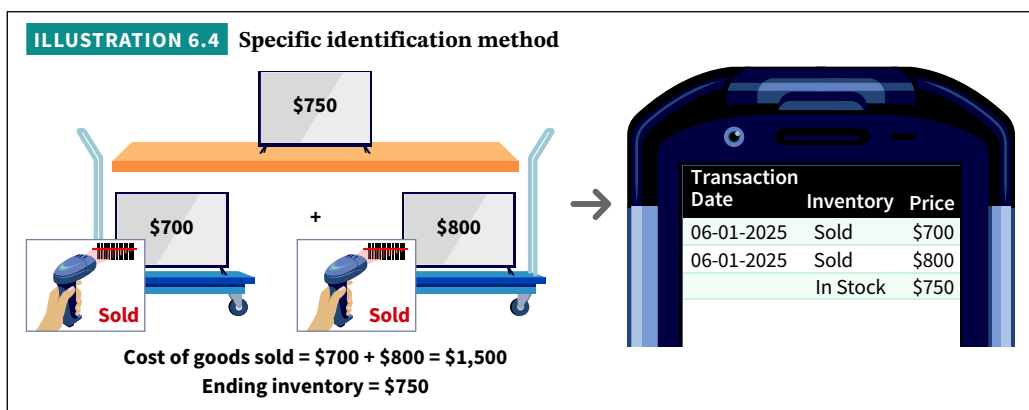 ILLUSTRATION 6.4 Specific identification method
$750
$700
+
$800
Sold
Sold
Cost of goods sold = $700 + $800 = $1,500
Ending inventory = $750
Transaction
Date Inventory Price
06-01-2025 Sold $700
06-01-2025 Sold $800
In Stock $750